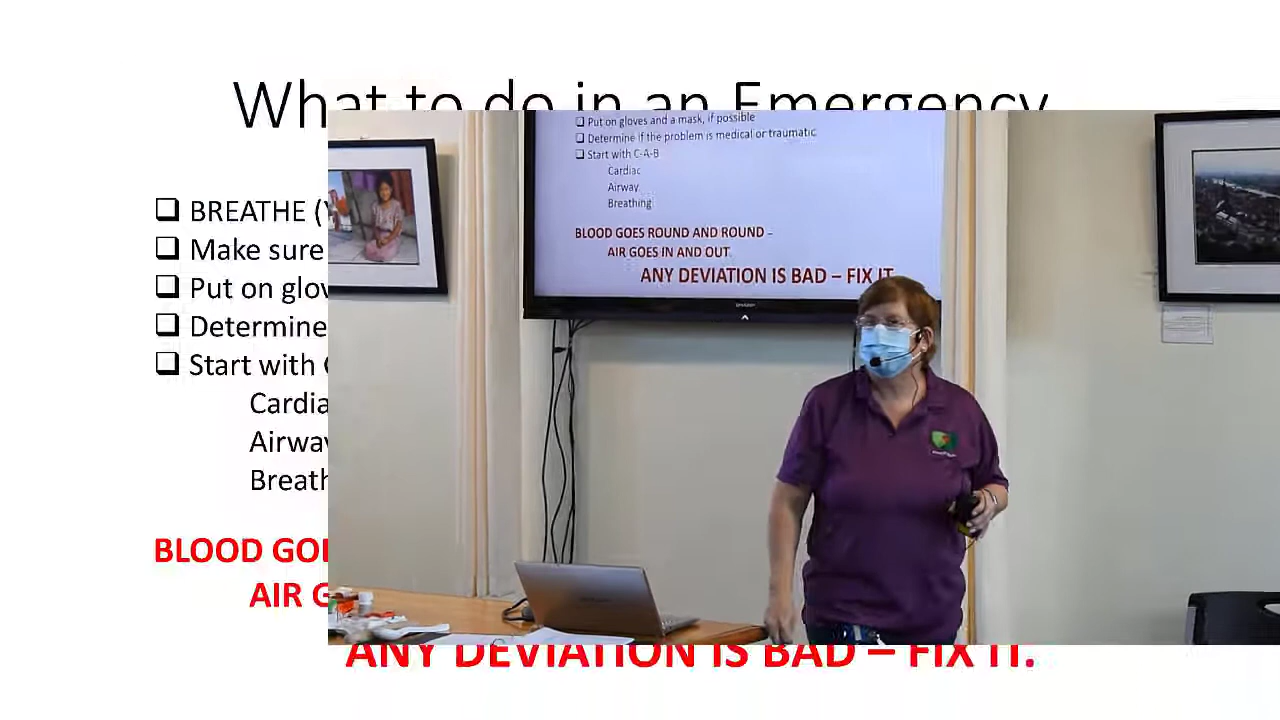 What to do in an Emergency
BREATHE (
Make sure
Put on glov
Determine
Start with
Cardia
Airway
Breath
BLOOD GOE
AIR G
ANY DEVIATION IS BAD – FIX IT.
Put on gloves and a mask, if possible
Determine if the problem is medical or traumatic
Start with C-A-B
Cardiac
Airway
Breathing
BLOOD GOES ROUND AND ROUND –
AIR GOES IN AND OUT
ANY DEVIATION IS BAD – FIX IT
SHARP